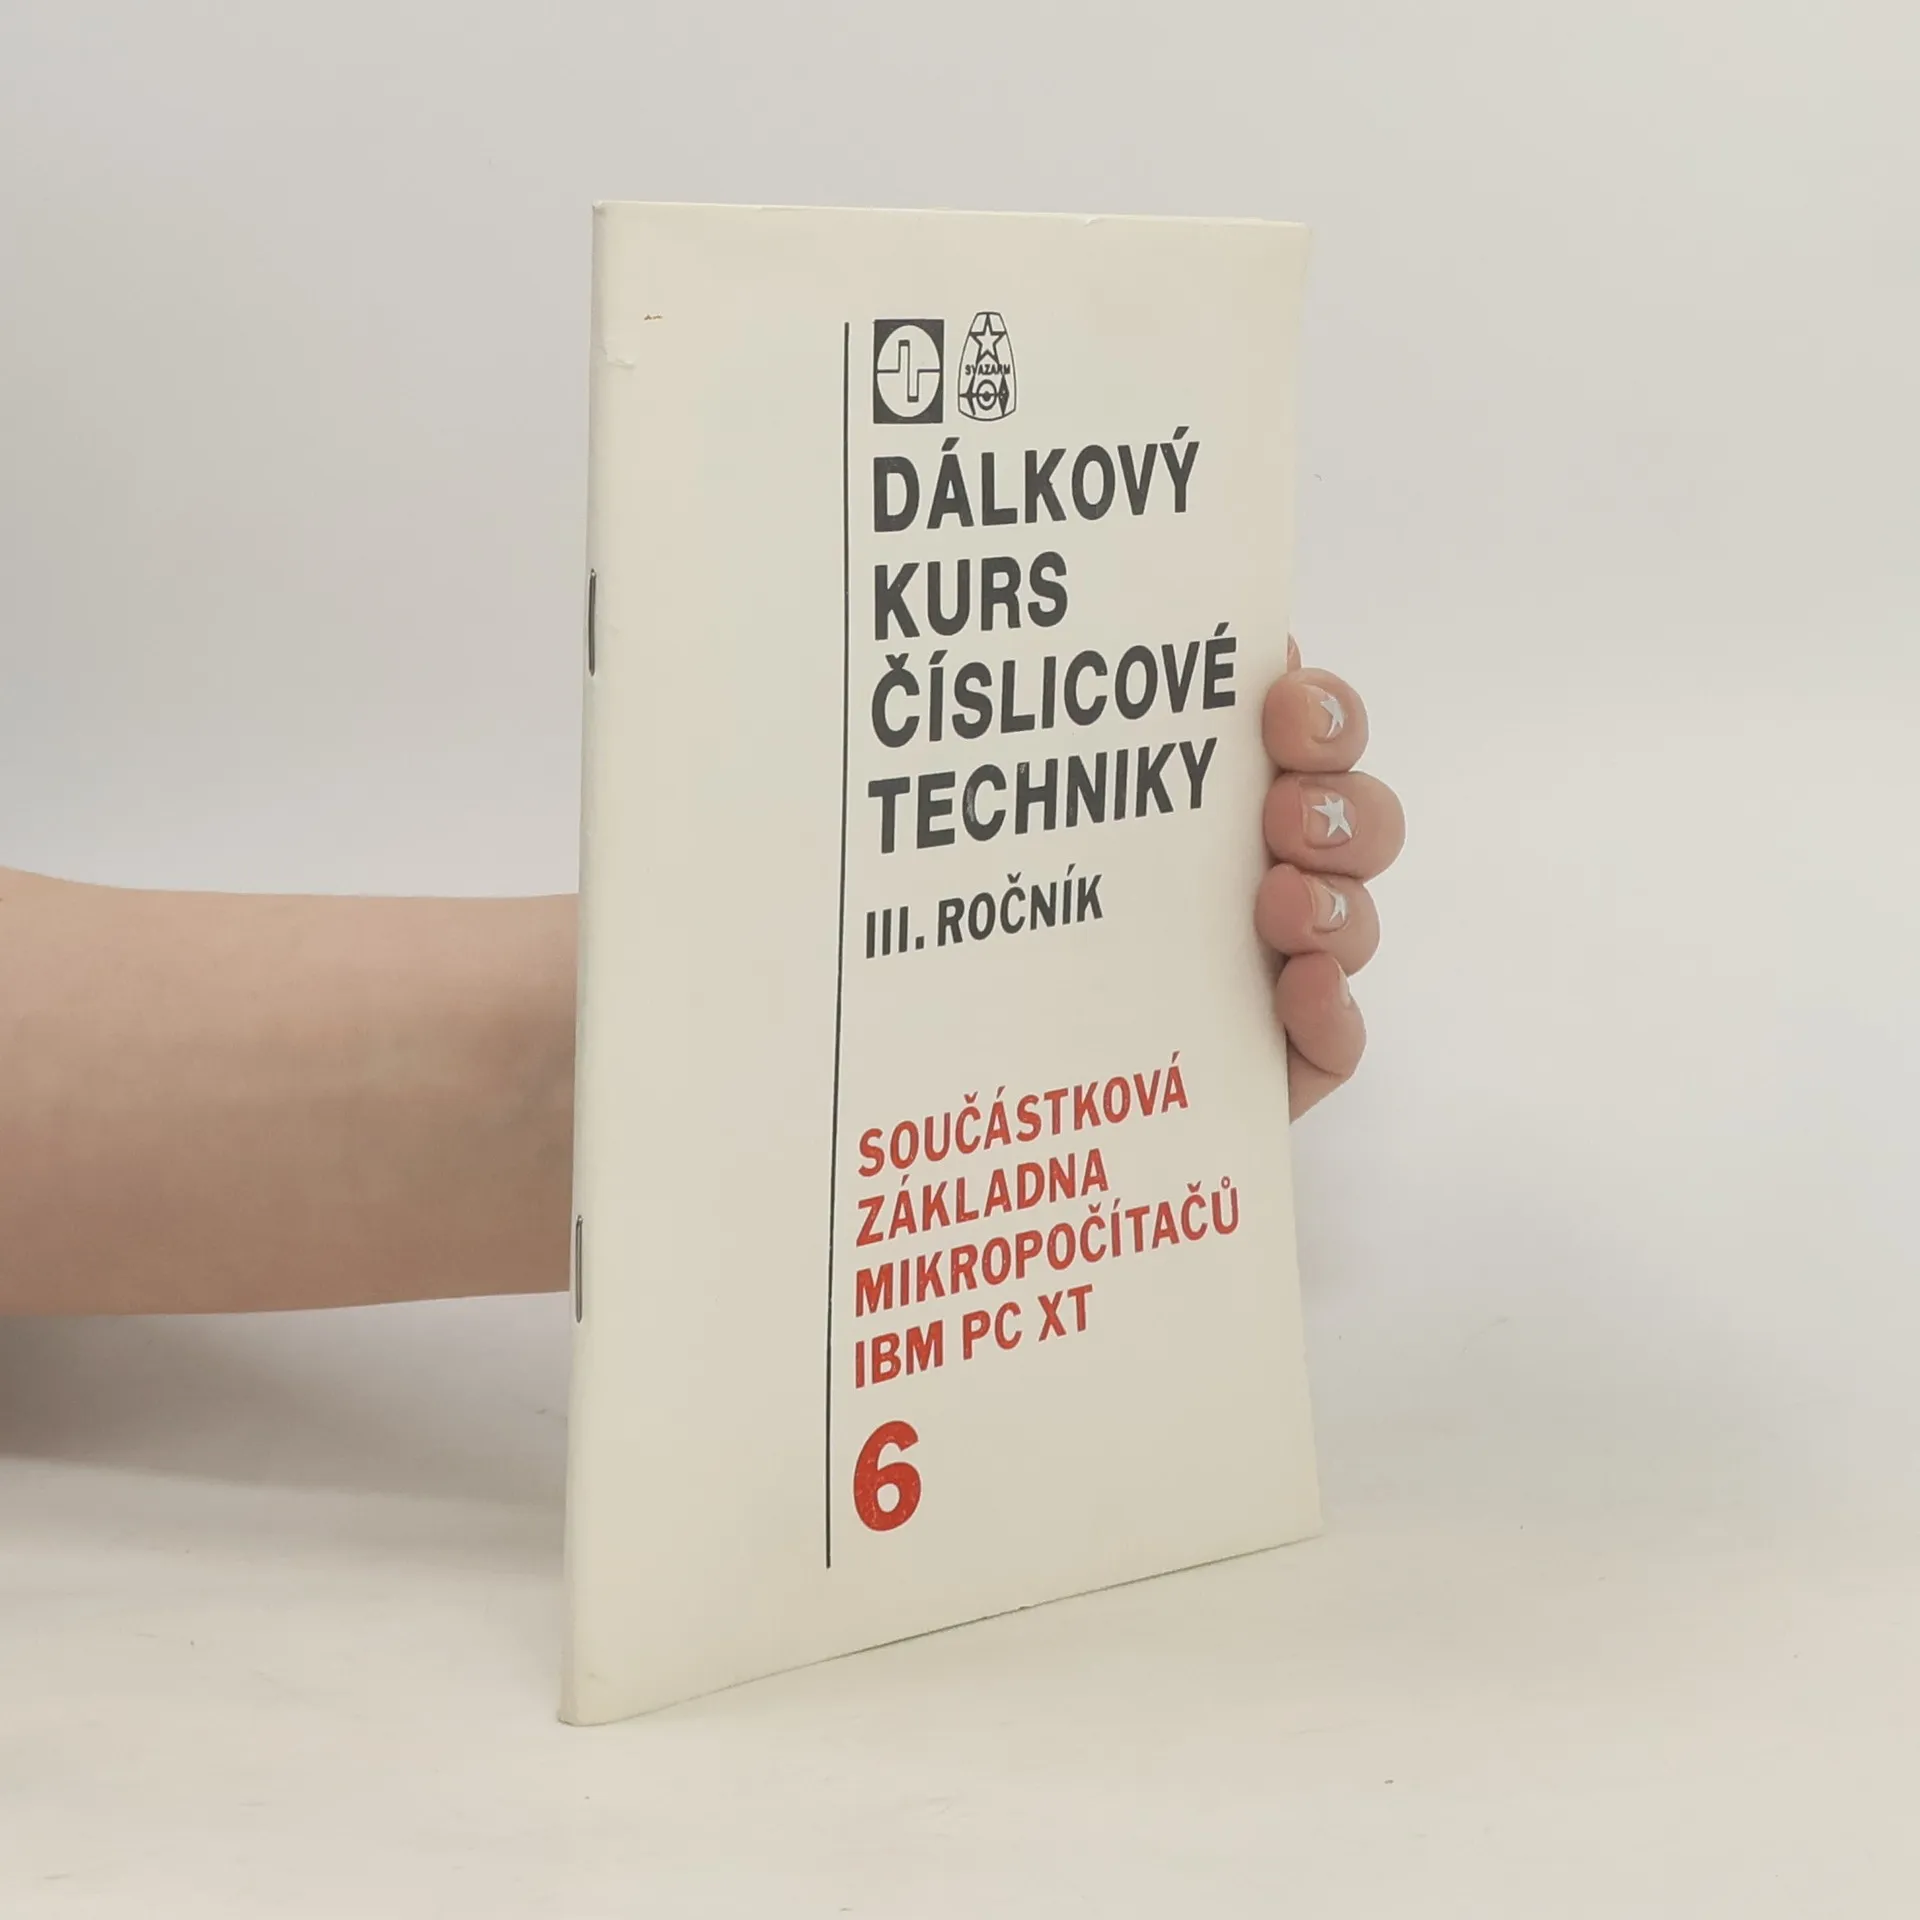 SVAZARM
DÁLKOVÝ
KURS
ČÍSLICOVÉ
TECHNIKY
III. ROČNÍK
SOUČÁSTKOVÁ
ZÁKLADNA
MIKROPOČÍTAČŮ
IBM PC XT
6